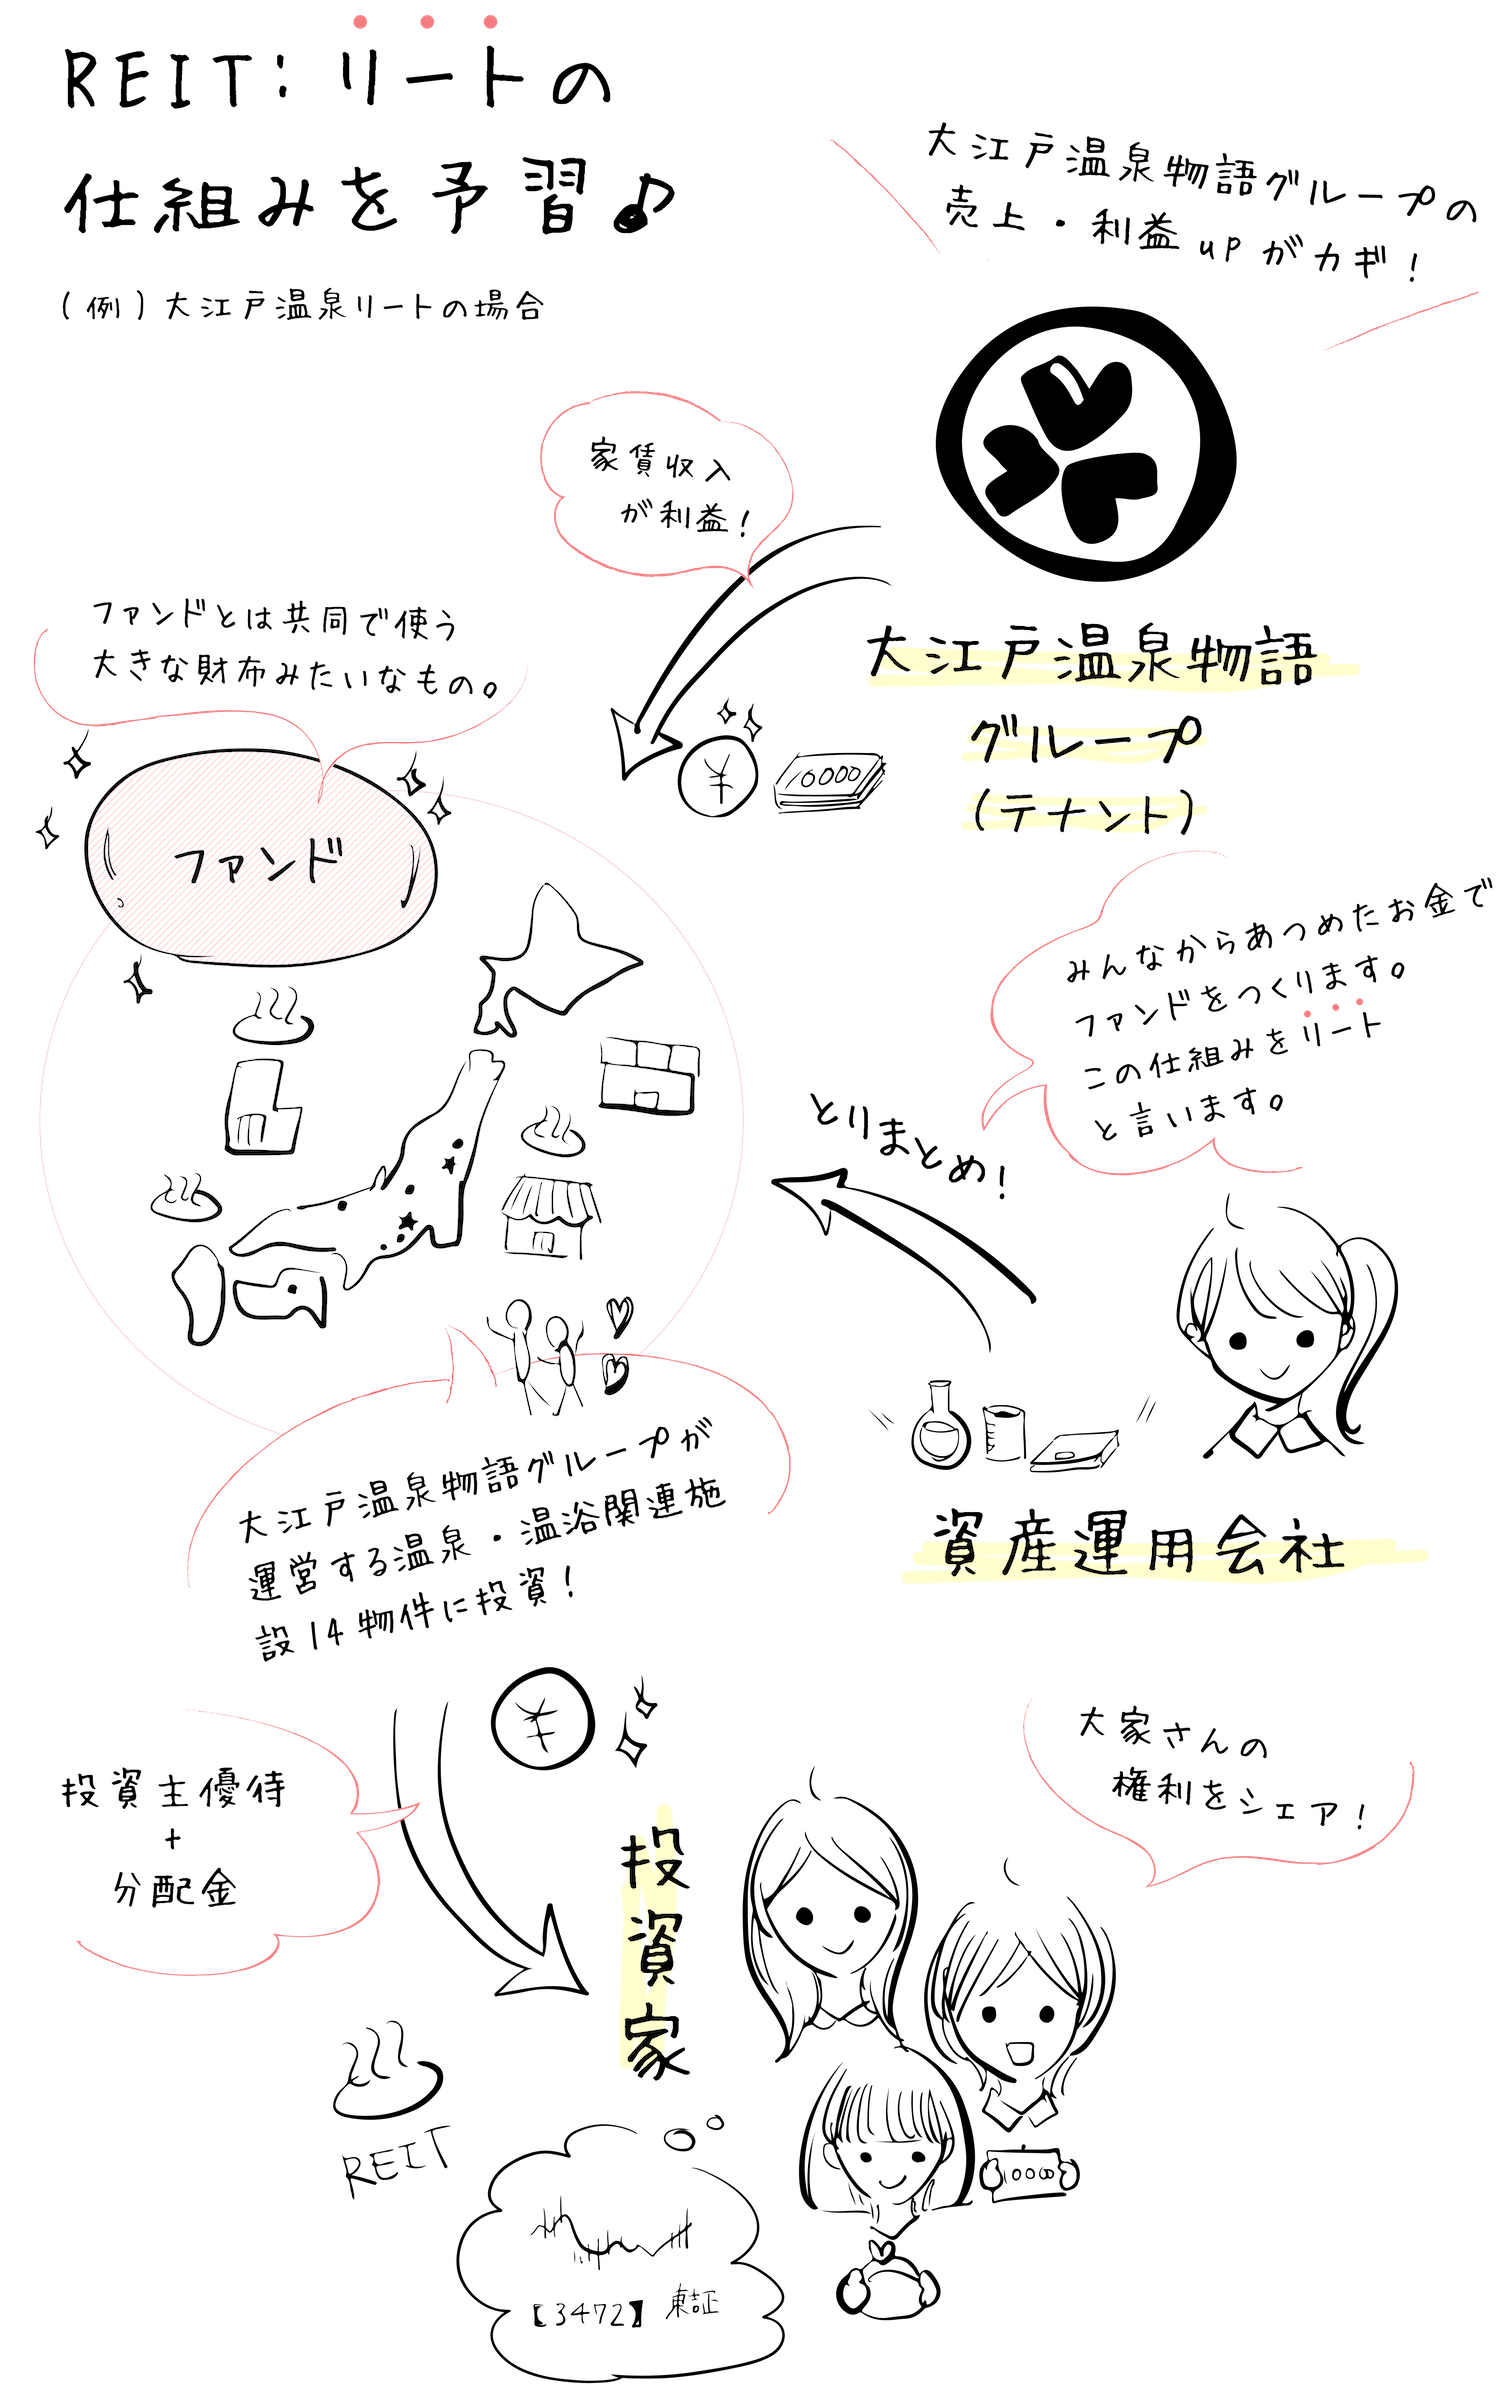 REIT:リートの
仕組みを予習♪
(例)大江戸温泉リートの場合
大江戸温泉物語グループの
売上・利益upがカギ!
家賃収入
が利益!
大江戸温泉物語
グループ
(テナント)
10000
ファンドとは共同で使う
大きな財布みたいなもの。
ファンド
みんなからあつめたお金で
ファンドをつくります。
この仕組みをリート
と言います。
とりまとめ!
資産運用会社
大江戸温泉物語グループが
運営する温泉・温浴関連施
設14物件に投資!
¥
¥
投資主優待
+
分配金
投資家
大家さんの
権利をシェア!
REIT
【3472】 東証